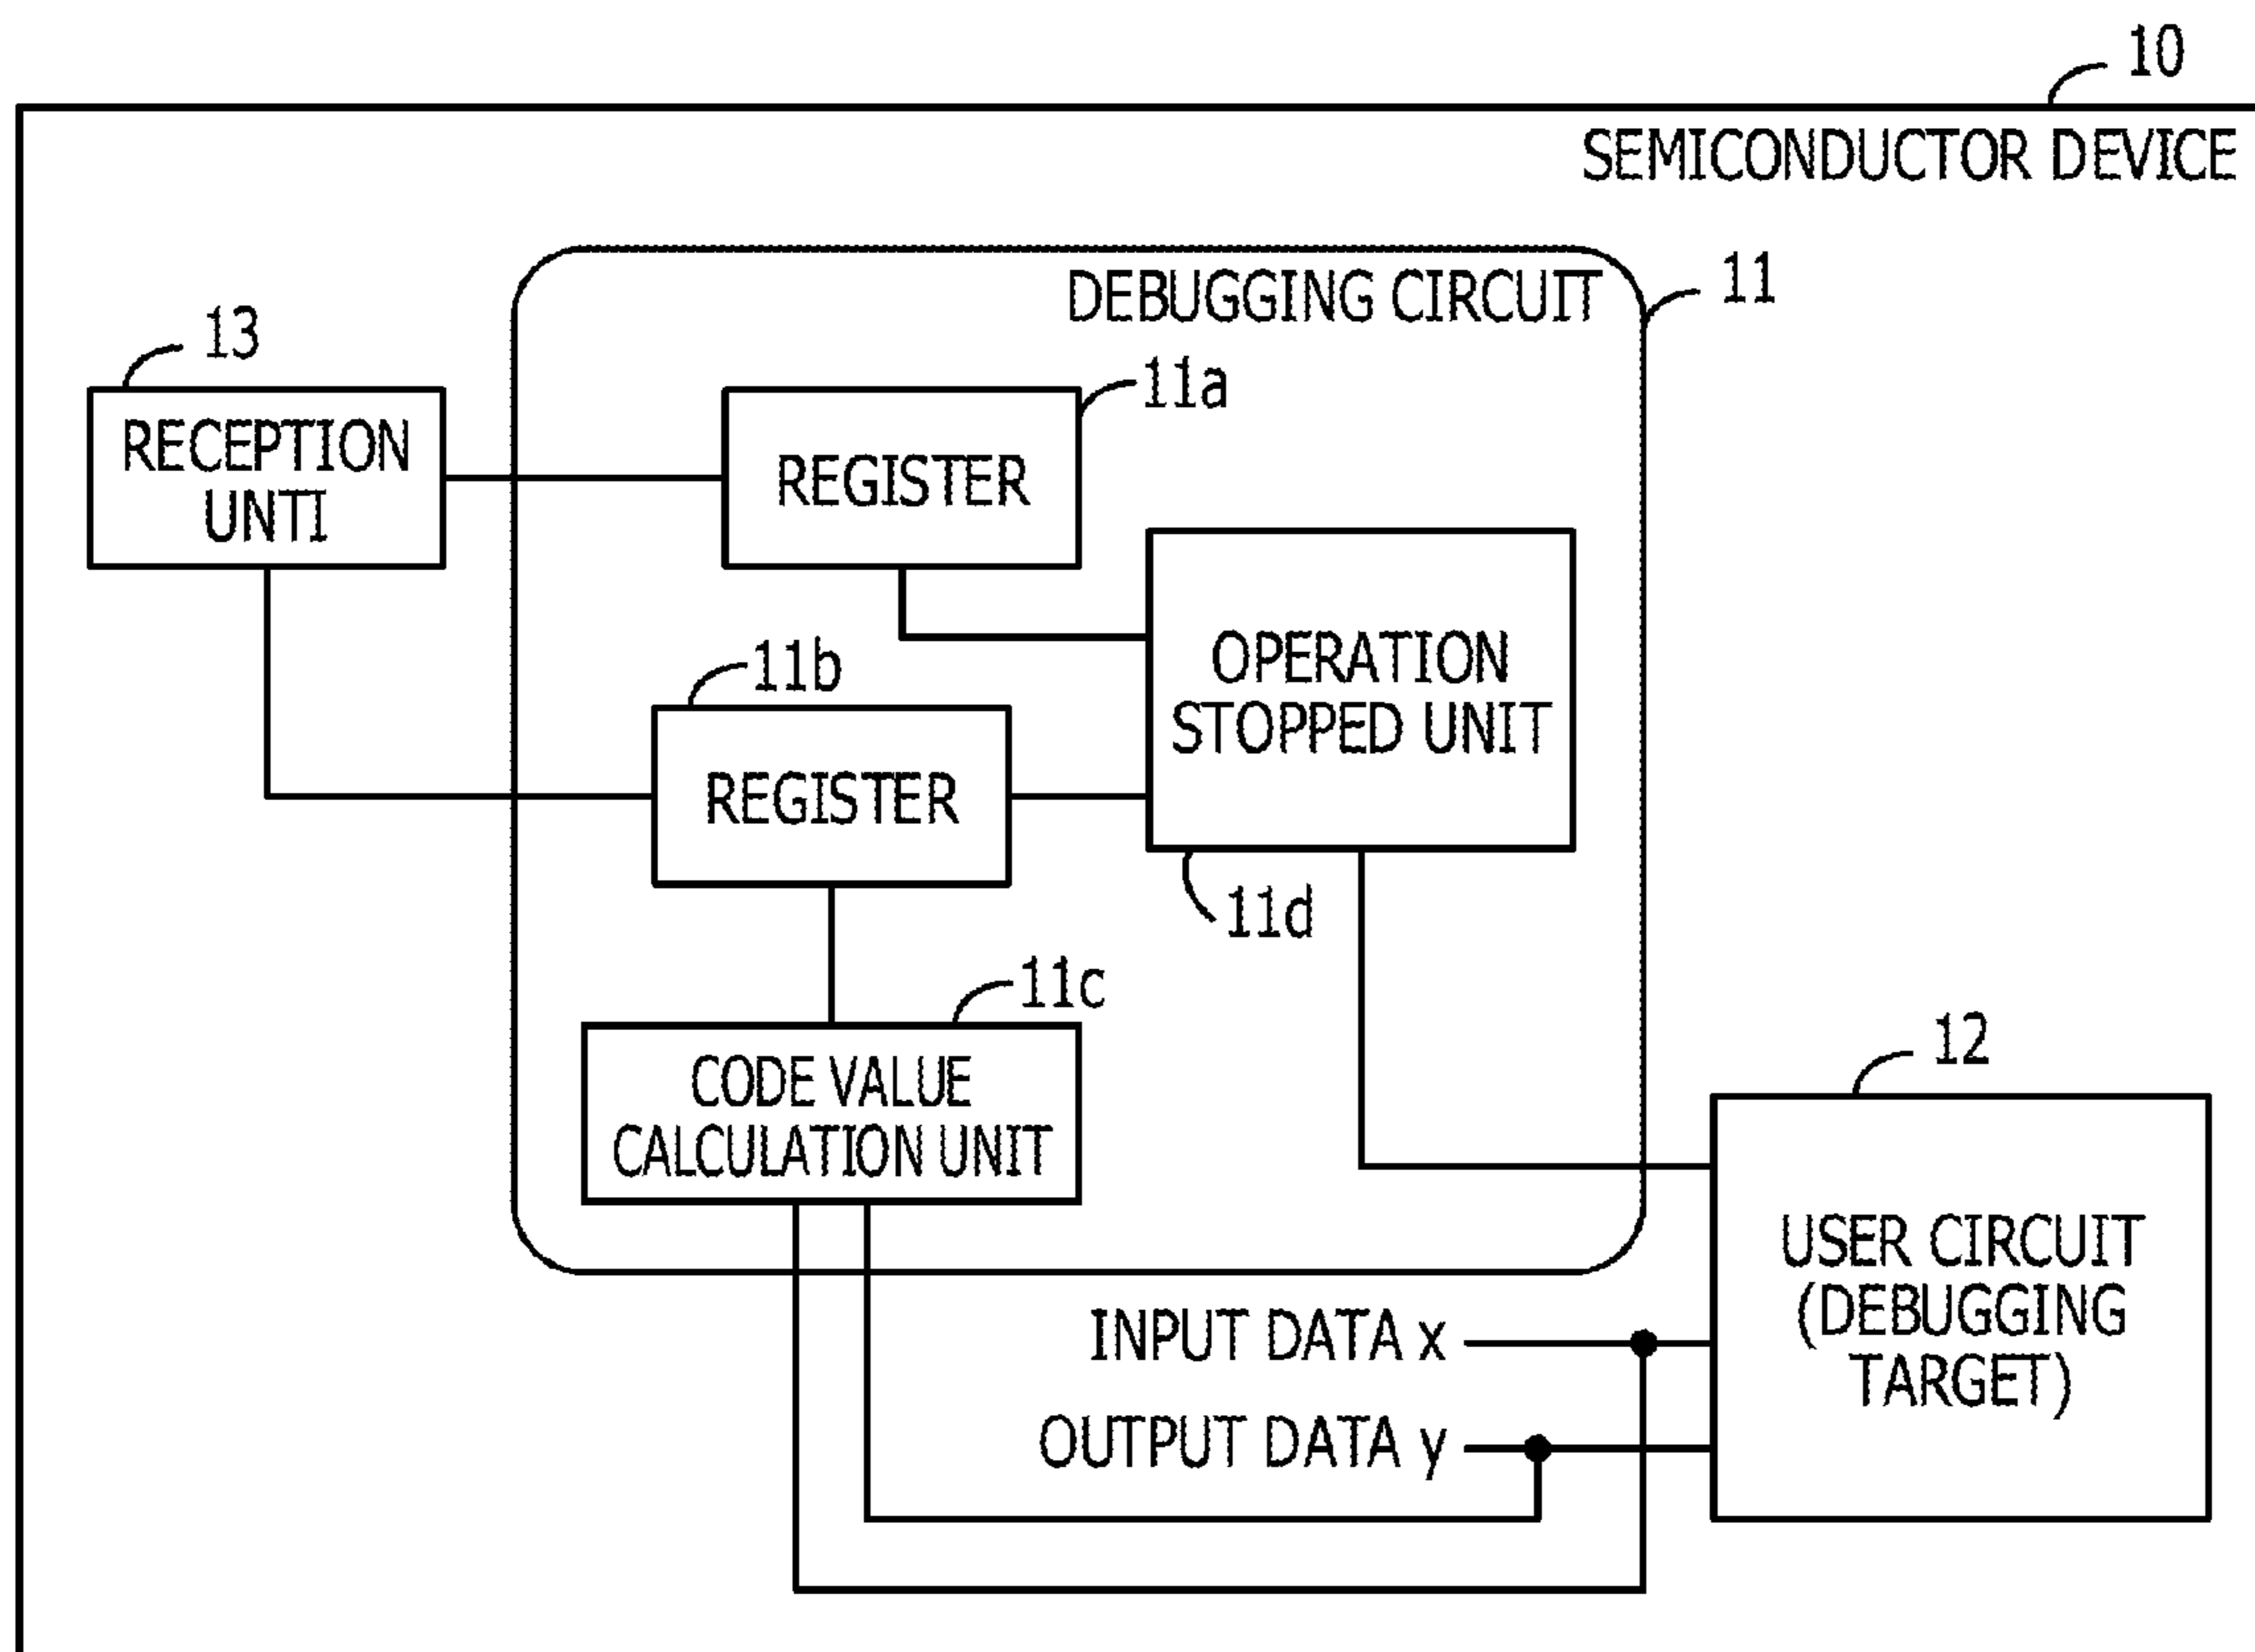 10
SEMICONDUCTOR DEVICE
DEBUGGING CIRCUIT
11
13
RECEPTION
UNTI
11a
REGISTER
OPERATION
STOPPED UNIT
11b
REGISTER
11d
11c
CODE VALUE
CALCULATION UNIT
12
USER CIRCUIT
(DEBUGGING
TARGET)
INPUT DATA x
OUTPUT DATA y